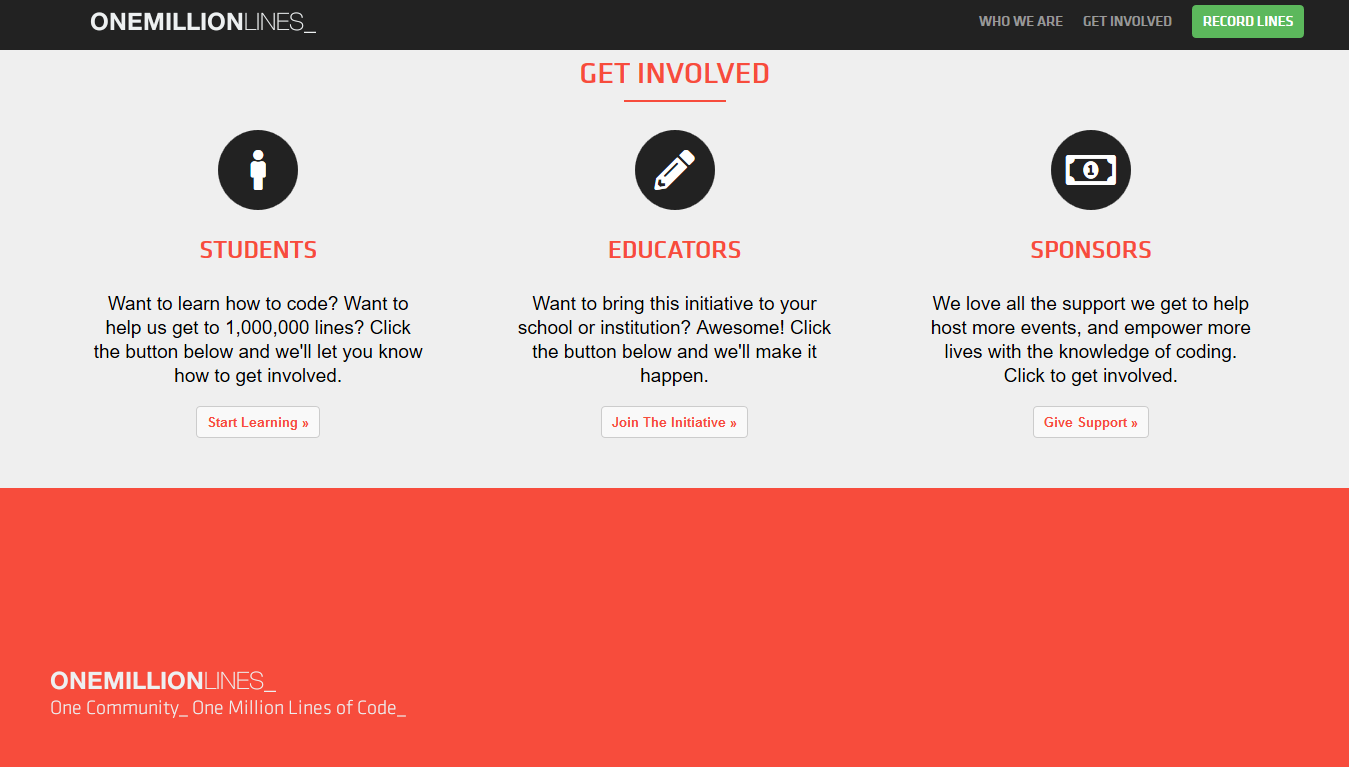 ONEMILLIONLINES_
WHO WE ARE
GET INVOLVED
RECORD LINES
GET INVOLVED
STUDENTS
Want to learn how to code? Want to
help us get to 1,000,000 lines? Click
the button below and we'll let you know
how to get involved.
Start Learning »
EDUCATORS
Want to bring this initiative to your
school or institution? Awesome! Click
the button below and we'll make it
happen.
Join The Initiative »
1
SPONSORS
We love all the support we get to help
host more events, and empower more
lives with the knowledge of coding.
Click to get involved.
Give Support »
ONEMILLIONLINES_
One Community_ One Million Lines of Code_